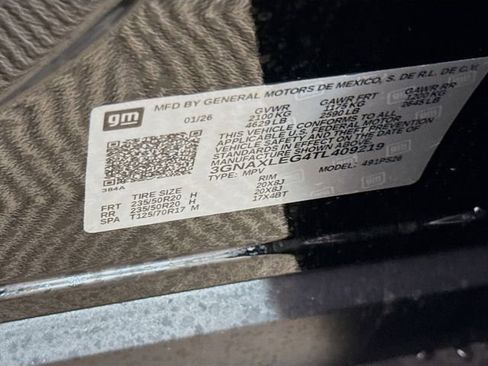 gm
MFD BY GENERAL MOTORS DE MEXICO, S. DE R.L. DE C.V.
01/26 GVWR GAWR FRT GAWR RR
2100 KG 1175 KG 1200 KG
4629 LB 2590 LB 2645 LB
THIS VEHICLE CONFORMS TO ALL
APPLICABLE U.S. FEDERAL MOTOR
VEHICLE SAFETY AND THEFT PREVENTION
STANDARDS IN EFFECT ON THE DATE OF
MANUFACTURE SHOWN ABOVE.
3GNAXLEG4TL409219
TYPE: MPV MODEL: 491PS26
364A
TIRE SIZE RIM
FRT 235/50R20 H 20X8J
RR 235/50R20 H 20X8J
SPA T125/70R17 M 17X4BT